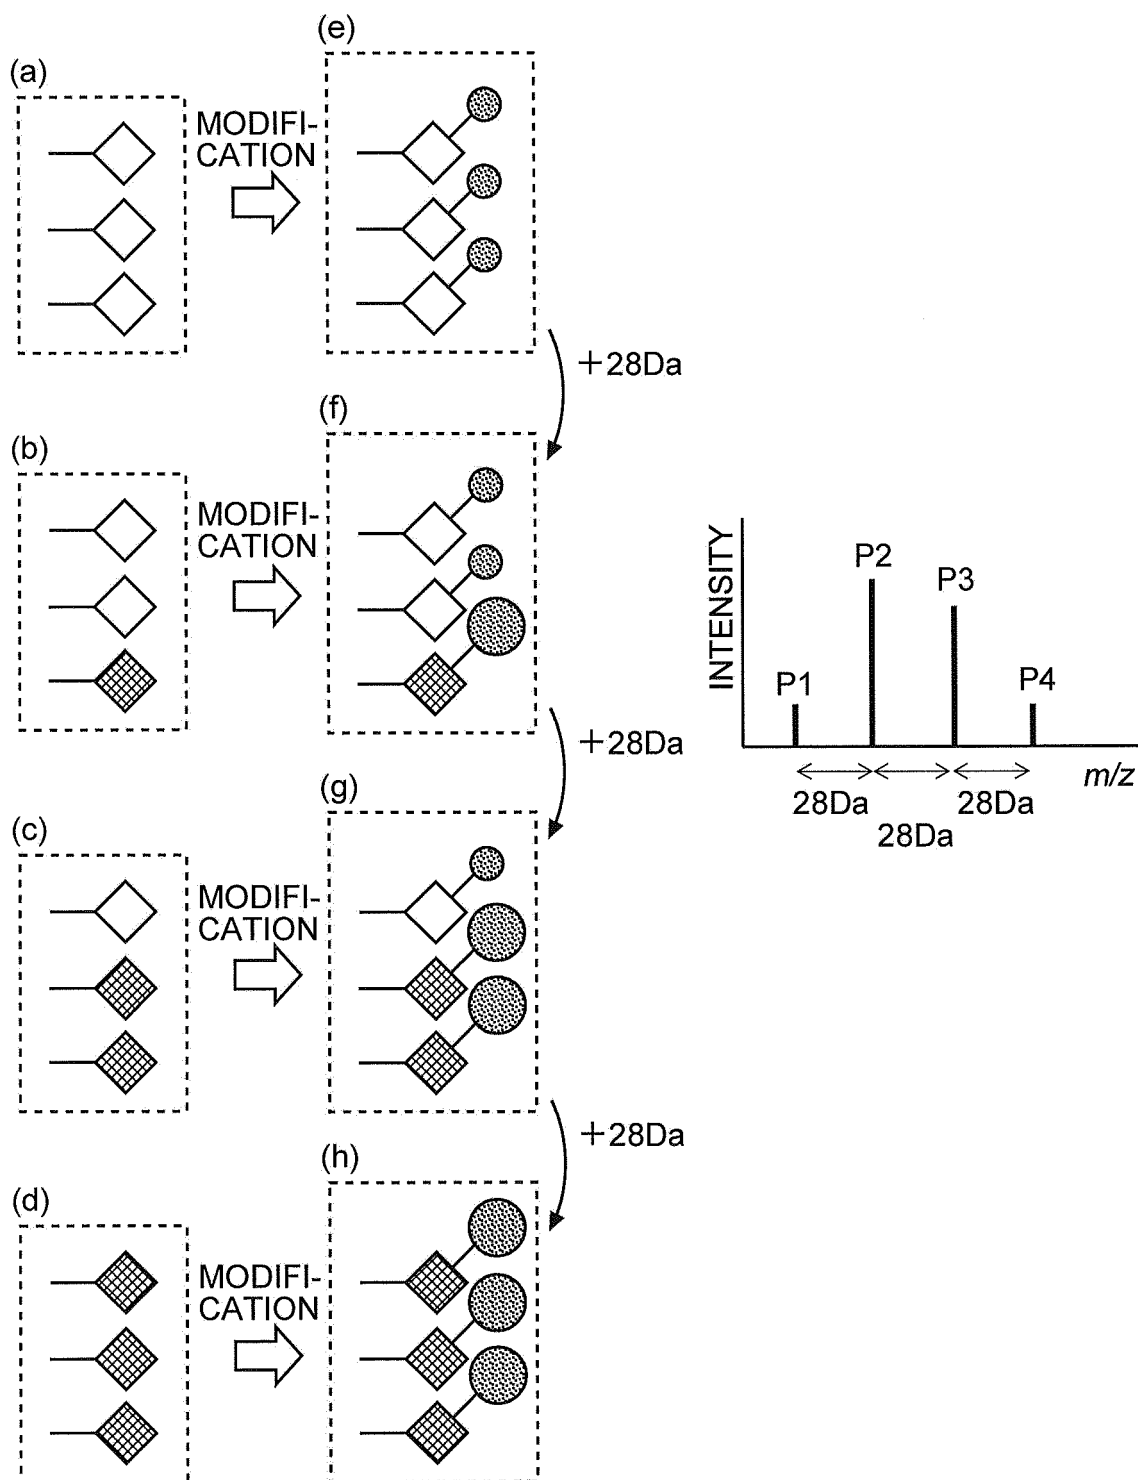 (a)
MODIFI-
CATION
(e)
+28Da
(b)
MODIFI-
CATION
(f)
+28Da
(c)
MODIFI-
CATION
(g)
+28Da
(d)
MODIFI-
CATION
(h)
INTENSITY
P1
P2
P3
P4
28Da
28Da
28Da
m/z